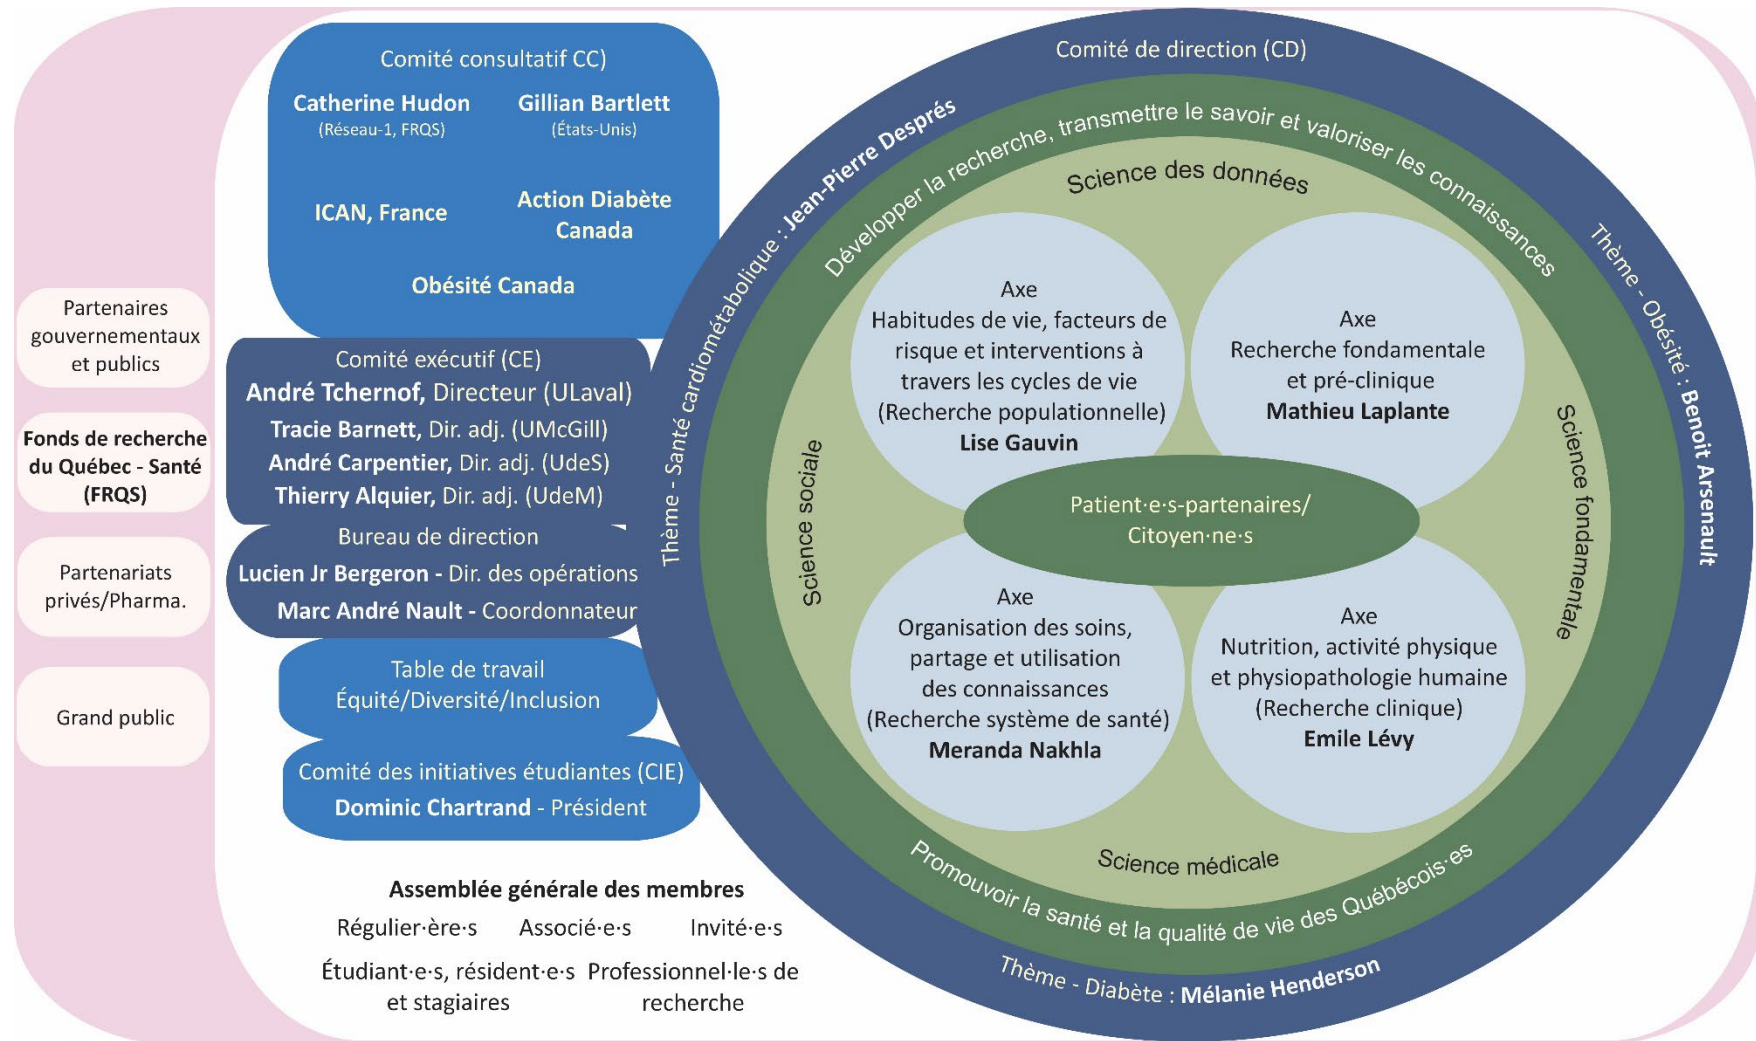 Partenaires
gouvernementaux
et publics
Fonds de recherche
du Québec - Santé
(FRQS)
Partenariats
privés/Pharma.
Grand public
Comité consultatif CC)
Catherine Hudon
(Réseau-1, FRQS)
Gillian Bartlett
(États-Unis)
ICAN, France
Action Diabète
Canada
Obésité Canada
Comité exécutif (CE)
André Tchernof, Directeur (ULaval)
Tracie Barnett, Dir. adj. (UMcGill)
André Carpentier, Dir. adj. (UdeS)
Thierry Alquier, Dir. adj. (UdeM)
Bureau de direction
Lucien Jr Bergeron - Dir. des opérations
Marc André Nault - Coordonnateur
Table de travail
Équité/Diversité/Inclusion
Comité des initiatives étudiantes (CIE)
Dominic Chartrand - Président
Assemblée générale des membres
Régulier·ère·s
Associé·e·s
Invité·e·s
Étudiant·e·s, résident·e·s
et stagiaires
Professionnel·le·s de
recherche
Comité de direction (CD)
Thème - Santé cardiométabolique : Jean-Pierre Després
Thème - Obésité : Benoit Arsenault
Thème - Diabète : Mélanie Henderson
Développer la recherche, transmettre le savoir et valoriser les connaissances
Promouvoir la santé et la qualité de vie des Québécois·es
Science des données
Science sociale
Science fondamentale
Science médicale
Axe
Habitudes de vie, facteurs de
risque et interventions à
travers les cycles de vie
(Recherche populationnelle)
Lise Gauvin
Axe
Recherche fondamentale
et pré-clinique
Mathieu Laplante
Patient·e·s-partenaires/
Citoyen·ne·s
Axe
Organisation des soins,
partage et utilisation
des connaissances
(Recherche système de santé)
Meranda Nakhla
Axe
Nutrition, activité physique
et physiopathologie humaine
(Recherche clinique)
Emile Lévy